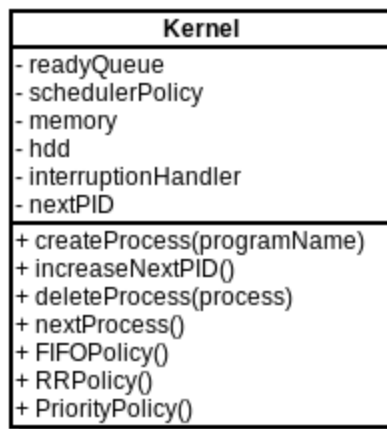 Kernel
- readyQueue
- schedulerPolicy
- memory
- hdd
- interruptionHandler
- nextPID
+ createProcess(programName)
+ increaseNextPID()
+ deleteProcess(process)
+ nextProcess()
+ FIFOPolicy()
+ RRPolicy()
+ PriorityPolicy()